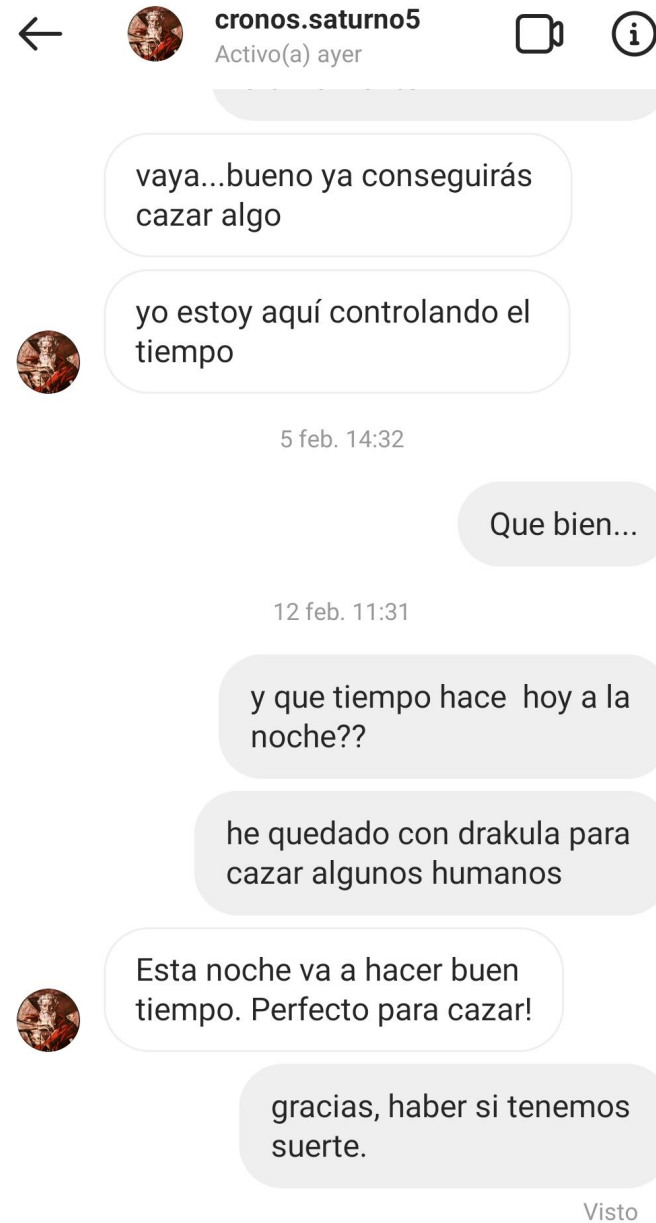 cronos.saturno5
Activo(a) ayer
vaya...bueno ya conseguirás
cazar algo
yo estoy aquí controlando el
tiempo
5 feb. 14:32
Que bien...
12 feb. 11:31
y que tiempo hace hoy a la
noche??
he quedado con drakula para
cazar algunos humanos
Esta noche va a hacer buen
tiempo. Perfecto para cazar!
gracias, haber si tenemos
suerte.
Visto